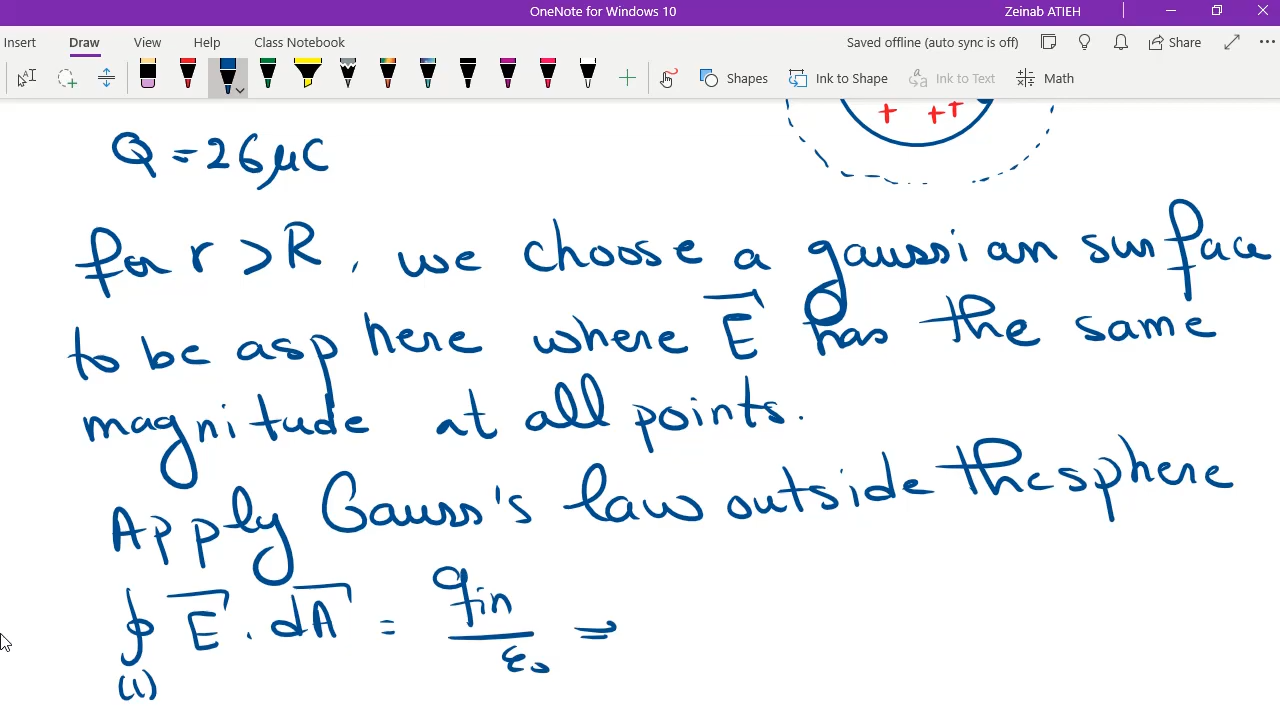 OneNote for Windows 10
Zeinab ATIEH
Insert Draw View Help Class Notebook
Saved offline (auto sync is off)
Share
Shapes
Ink to Shape
Ink to Text
Math
+ ++
Q = 26μC
for r > R, we choose a gaussian surface
to be a sphere where E⃗ has the same
magnitude at all points.
Apply Gauss's law outside the sphere
∮ E⃗ . dA⃗ = qin / ε₀ ⇒
(1)